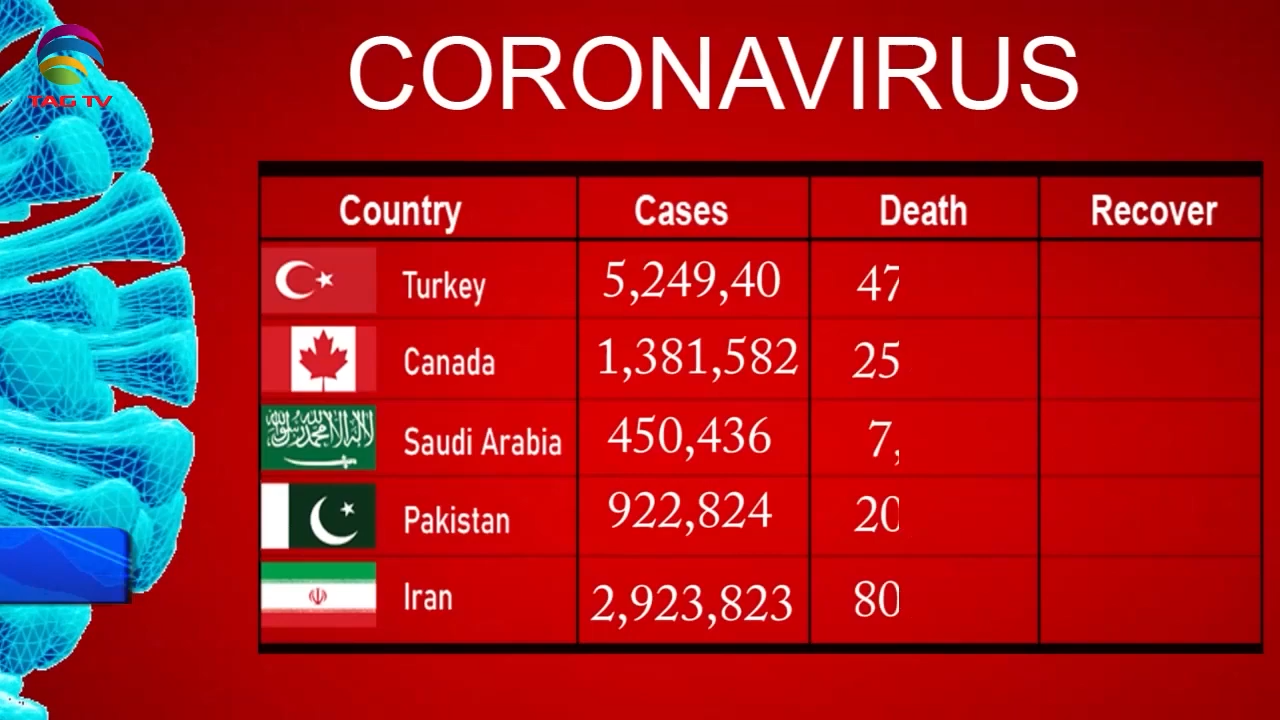 TAG TV
CORONAVIRUS
Country Cases Death Recover
Turkey 5,249,40 47
Canada 1,381,582 25
Saudi Arabia 450,436 7,
Pakistan 922,824 20
Iran 2,923,823 80